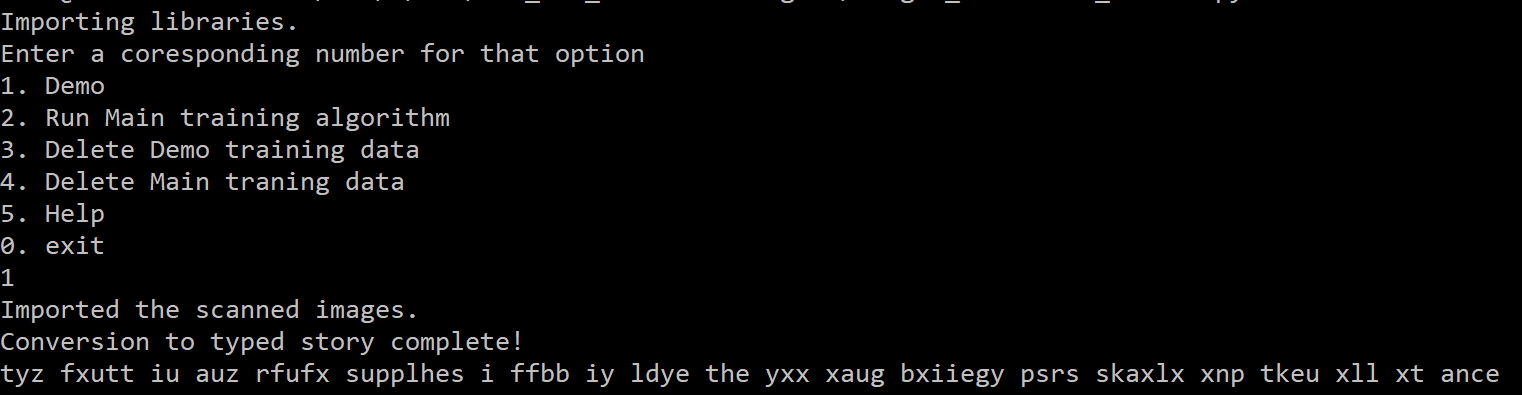 Importing libraries.
Enter a coresponding number for that option
1. Demo
2. Run Main training algorithm
3. Delete Demo training data
4. Delete Main traning data
5. Help
0. exit
1
Imported the scanned images.
Conversion to typed story complete!
tyz fxutt iu auz rfufx supplhes i ffbb iy ldye the yxx xaug bxiiegy psrs skaxlx xnp tkeu xll xt ance